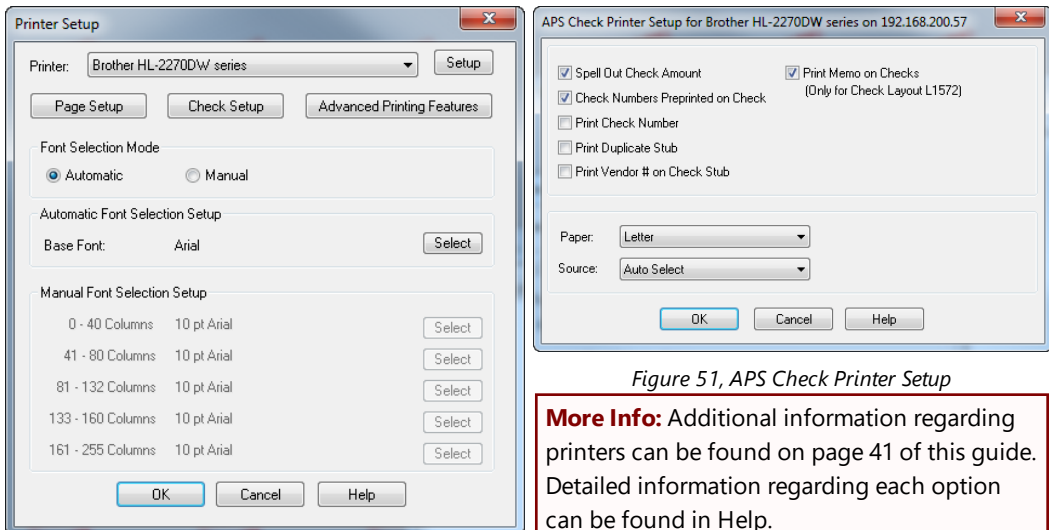 Printer Setup
Printer: Brother HL-2270DW series Setup
Page Setup Check Setup Advanced Printing Features
Font Selection Mode
Automatic Manual
Automatic Font Selection Setup
Base Font: Arial Select
Manual Font Selection Setup
0 - 40 Columns 10 pt Arial Select
41 - 80 Columns 10 pt Arial Select
81 - 132 Columns 10 pt Arial Select
133 - 160 Columns 10 pt Arial Select
161 - 255 Columns 10 pt Arial Select
OK Cancel Help
APS Check Printer Setup for Brother HL-2270DW series on 192.168.200.57
Spell Out Check Amount
Check Numbers Preprinted on Check
Print Check Number
Print Duplicate Stub
Print Vendor # on Check Stub
Print Memo on Checks
(Only for Check Layout L1572)
Paper: Letter
Source: Auto Select
OK Cancel Help
Figure 51, APS Check Printer Setup
More Info: Additional information regarding
printers can be found on page 41 of this guide.
Detailed information regarding each option
can be found in Help.